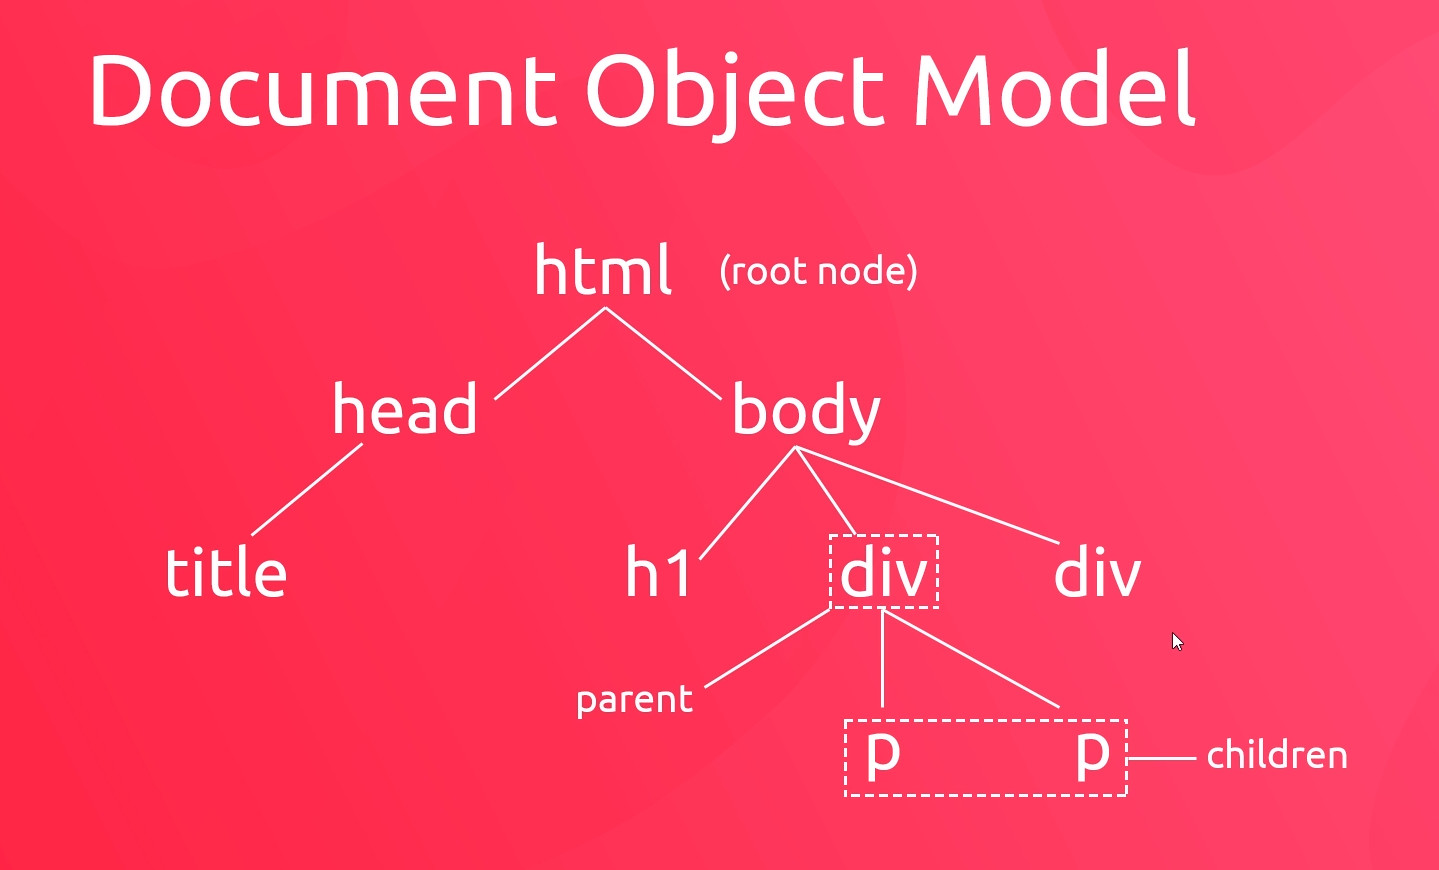 Document Object Model
html (root node)
head body
title h1 div div
parent
p p children